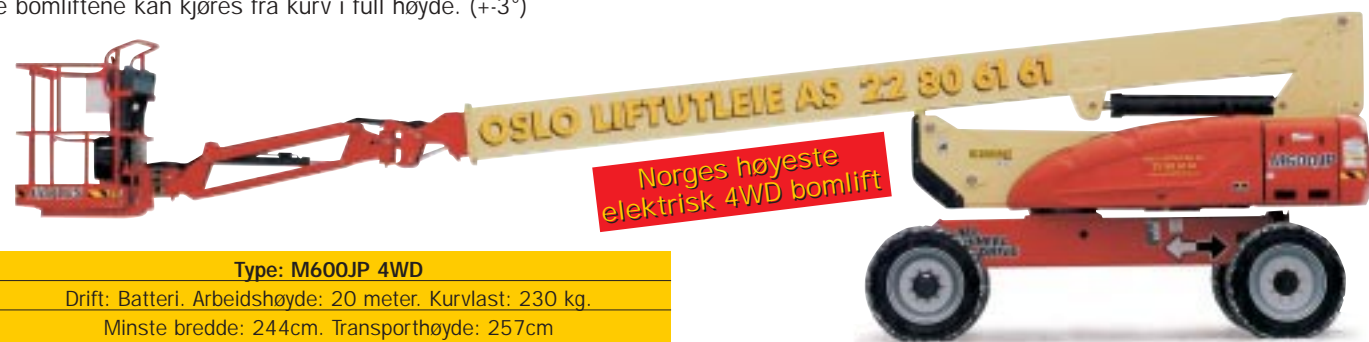 e bomliftene kan kjøres fra kurv i full høyde. (+-3°)
OSLO LIFTUTLEIE AS 22 80 61 61
Norges høyeste
elektrisk 4WD bomlift
M600JP
Type: M600JP 4WD
Drift: Batteri. Arbeidshøyde: 20 meter. Kurvlast: 230 kg.
Minste bredde: 244cm. Transporthøyde: 257cm